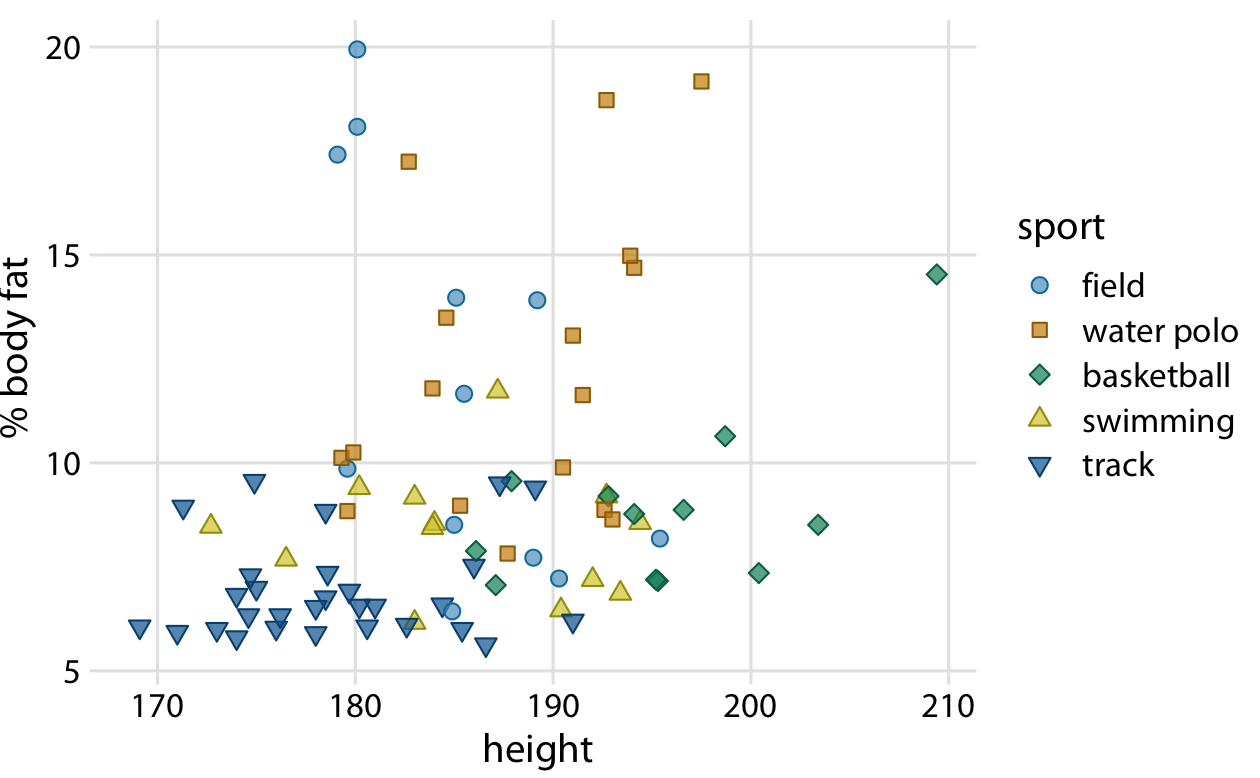 20
15
10
5
% body fat
170 180 190 200 210
height
sport
field
water polo
basketball
swimming
track